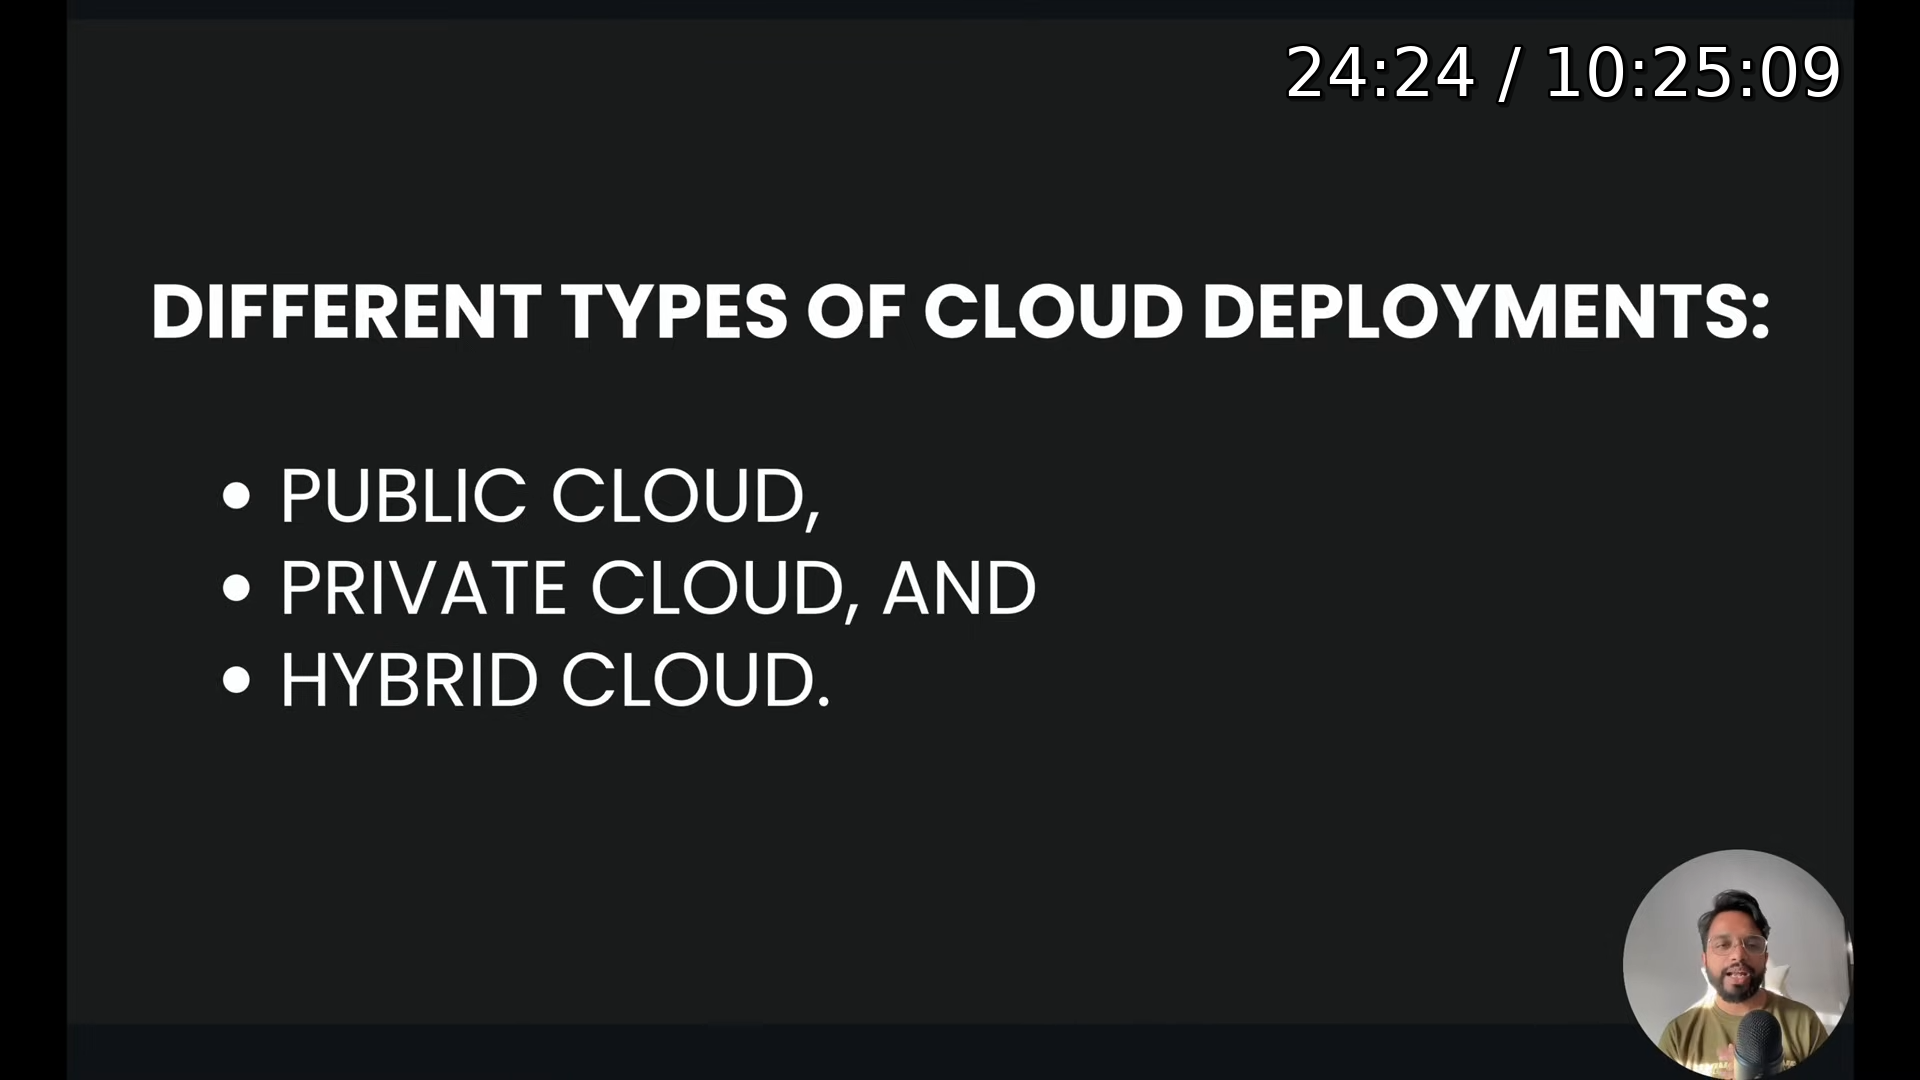 24:24 / 10:25:09
DIFFERENT TYPES OF CLOUD DEPLOYMENTS:
• PUBLIC CLOUD,
• PRIVATE CLOUD, AND
• HYBRID CLOUD.